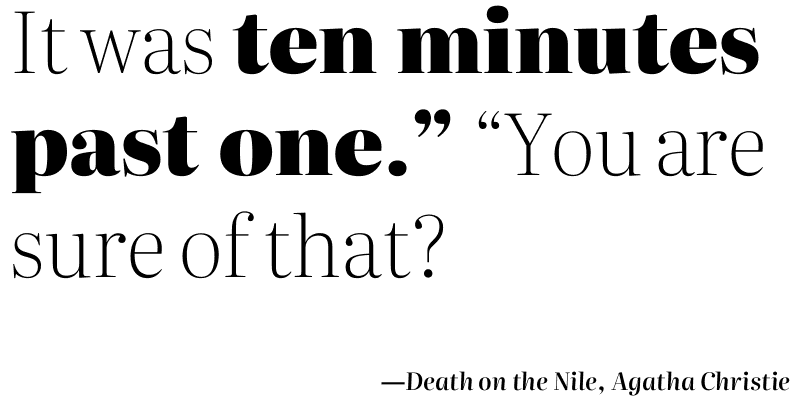 It was ten minutes
past one.” “You are
sure of that?
—Death on the Nile, Agatha Christie